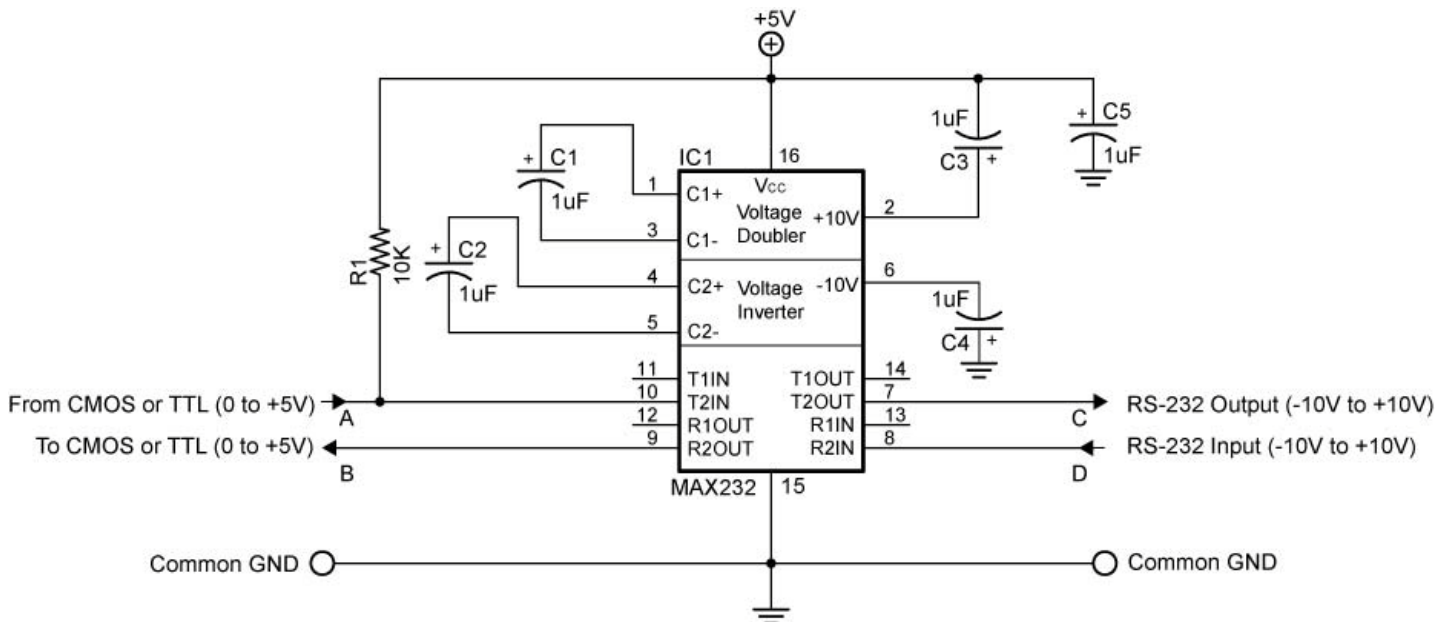 +5V
1uF
C3
+
+ C5
1uF
+ C1
1uF
+ C2
1uF
R1
10K
IC1
16
1
3
4
5
11
10
12
9
2
6
14
7
13
8
15
Vcc
C1+
Voltage
Doubler
+10V
C1-
C2+
Voltage
Inverter
-10V
C2-
1uF
C4
+
T1IN
T1OUT
T2IN
T2OUT
R1OUT
R1IN
R2OUT
R2IN
MAX232
From CMOS or TTL (0 to +5V)
A
To CMOS or TTL (0 to +5V)
B
C
RS-232 Output (-10V to +10V)
D
RS-232 Input (-10V to +10V)
Common GND
Common GND